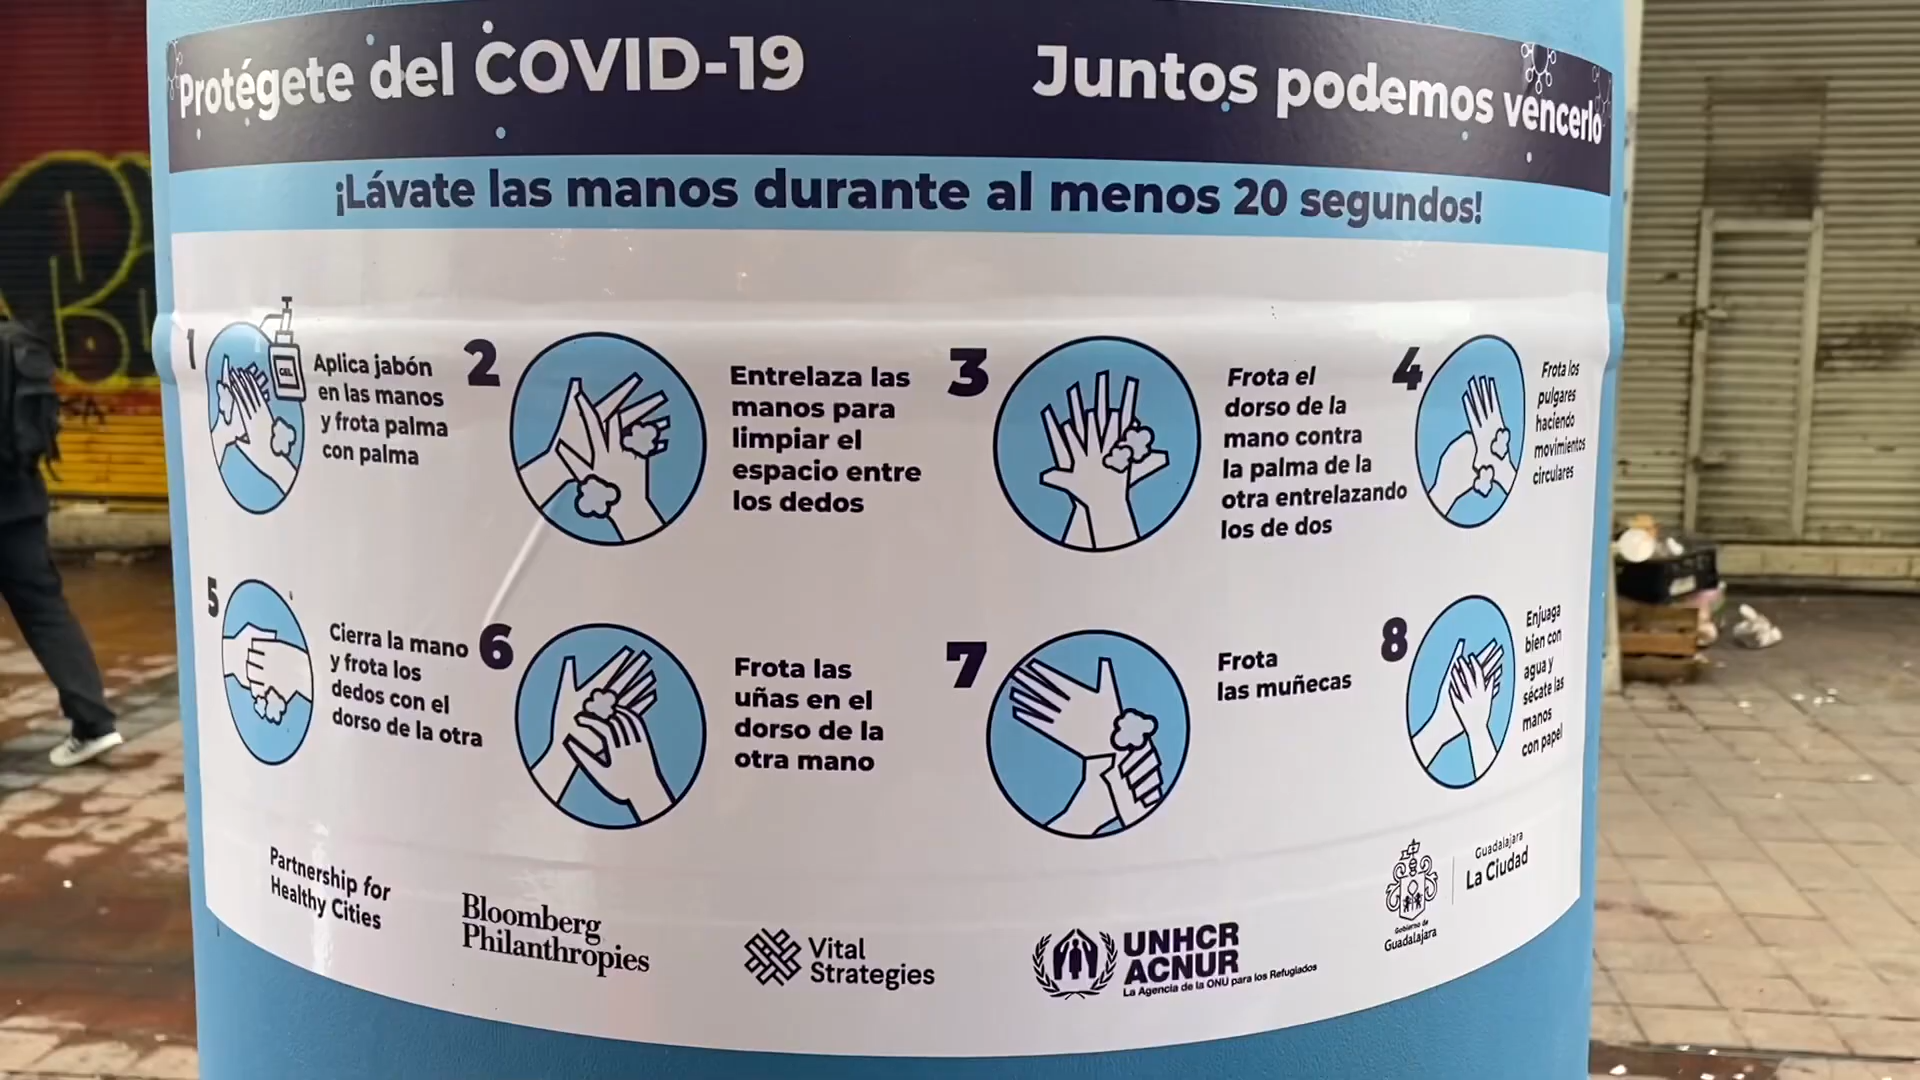 Protégete del COVID-19
Juntos podemos vencerlo
¡Lávate las manos durante al menos 20 segundos!
1
GEL
Aplica jabón
en las manos
y frota palma
con palma
2
Entrelaza las
manos para
limpiar el
espacio entre
los dedos
3
Frota el
dorso de la
mano contra
la palma de la
otra entrelazando
los de dos
4
Frota los
pulgares
haciendo
movimientos
circulares
5
Cierra la mano
y frota los
dedos con el
dorso de la otra
6
Frota las
uñas en el
dorso de la
otra mano
7
Frota
las muñecas
8
Enjuaga
bien con
agua y
sécate las
manos
con papel
Partnership for
Healthy Cities
Bloomberg
Philanthropies
Vital
Strategies
UNHCR
ACNUR
La Agencia de la ONU para los Refugiados
Gobierno de
Guadalajara
Guadalajara
La Ciudad